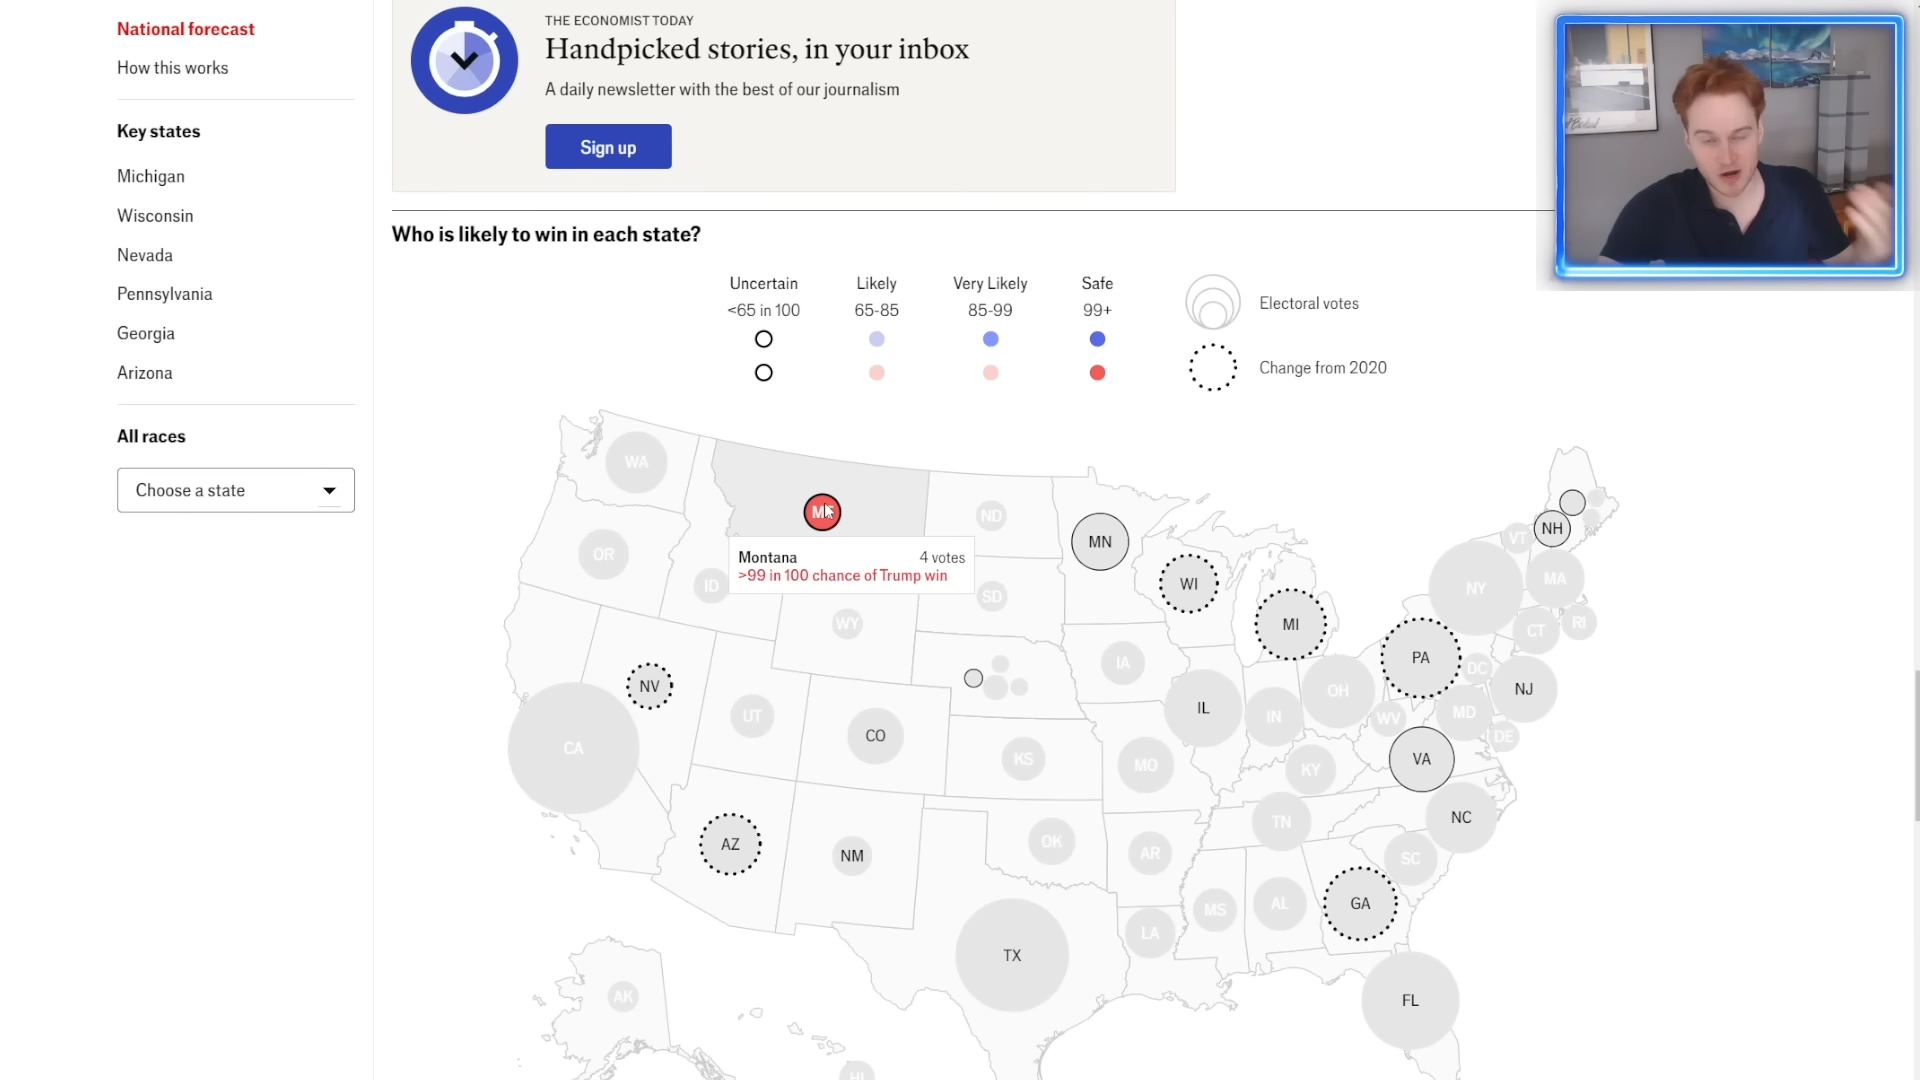 National forecast
How this works
Key states
Michigan
Wisconsin
Nevada
Pennsylvania
Georgia
Arizona
All races
Choose a state
THE ECONOMIST TODAY
Handpicked stories, in your inbox
A daily newsletter with the best of our journalism
Sign up
Who is likely to win in each state?
Uncertain Likely Very Likely Safe
<65 in 100 65-85 85-99 99+
Electoral votes
Change from 2020
WA
ND
MN
NH
VT
OR
ID
Montana 4 votes
>99 in 100 chance of Trump win
SD
WI
MA
NY
WY
MI
RI
CT
IA
PA
DC
NV
NJ
OH
UT
IL
IN
WV
MD
CO
DE
CA
KS
MO
KY
VA
NC
TN
AZ
NM
OK
AR
SC
MS
AL
GA
LA
TX
AK
FL
HI